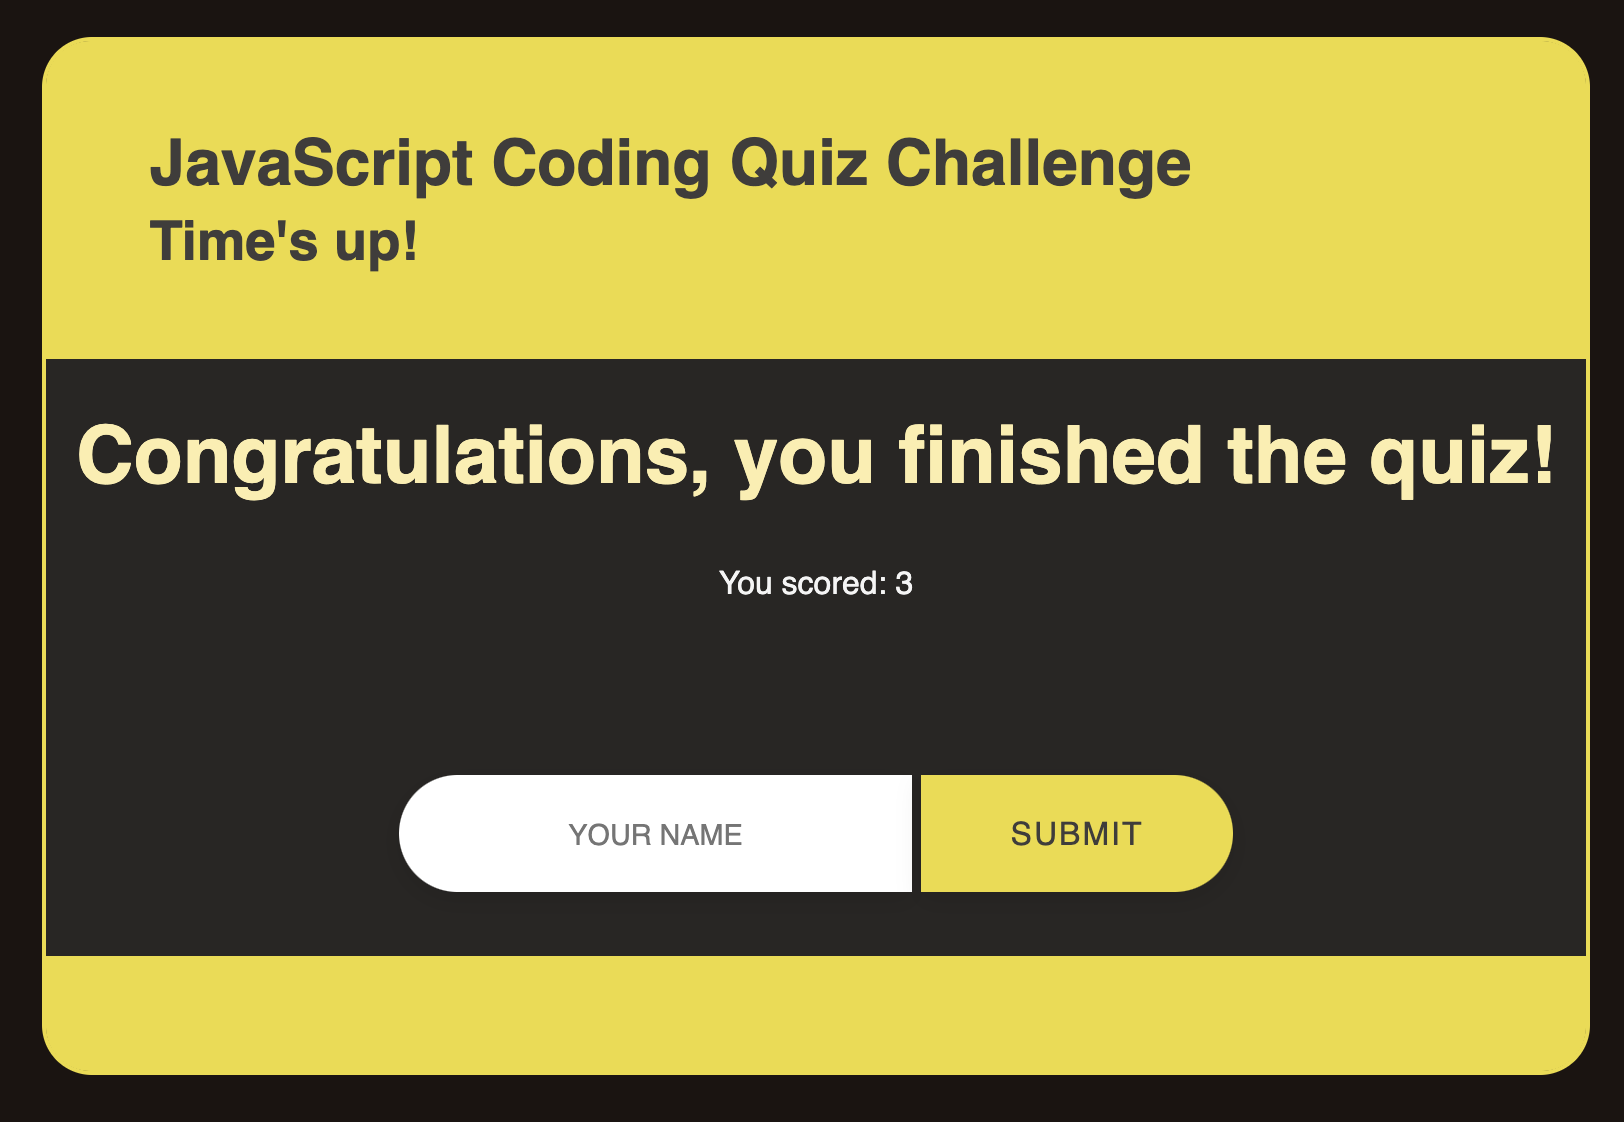 JavaScript Coding Quiz Challenge
Time's up!
Congratulations, you finished the quiz!
You scored: 3
YOUR NAME
SUBMIT